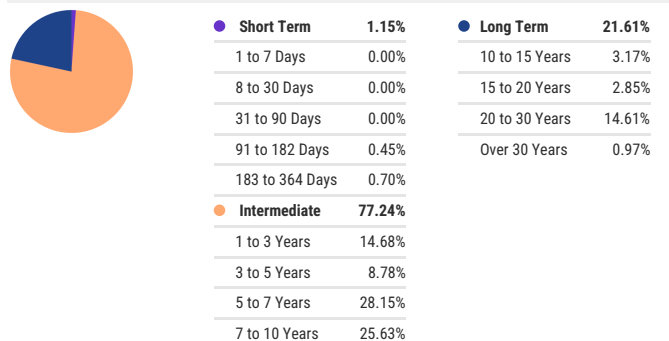 Short Term 1.15%
1 to 7 Days 0.00%
8 to 30 Days 0.00%
31 to 90 Days 0.00%
91 to 182 Days 0.45%
183 to 364 Days 0.70%
Intermediate 77.24%
1 to 3 Years 14.68%
3 to 5 Years 8.78%
5 to 7 Years 28.15%
7 to 10 Years 25.63%
Long Term 21.61%
10 to 15 Years 3.17%
15 to 20 Years 2.85%
20 to 30 Years 14.61%
Over 30 Years 0.97%